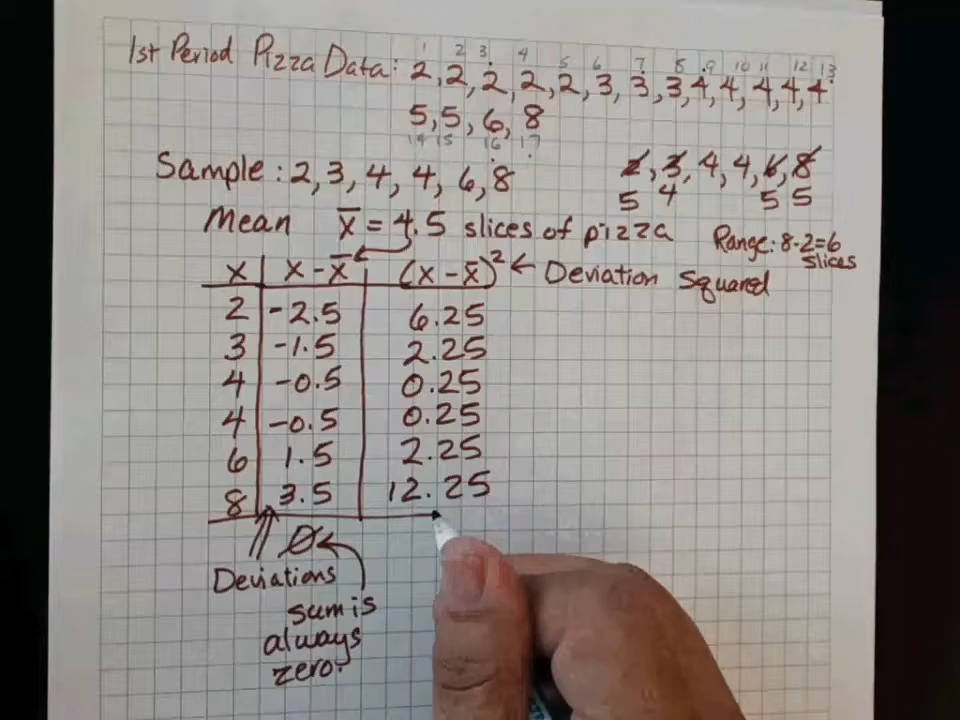 1 2 3 4 5 6 7 8 9 10 11 12 13
1st Period Pizza Data: 2, 2, 2, 2, 2, 3, 3, 3, 4, 4, 4, 4, 4
5, 5, 6, 8
14 15 16 17
Sample: 2, 3, 4, 4, 6, 8
2, 3, 4, 4, 6, 8
5 4 5 5
Mean x̅ = 4.5 slices of pizza
Range: 8-2=6
slices
x x - x̅ (x - x̅)² ← Deviation Squared
2 -2.5 6.25
3 -1.5 2.25
4 -0.5 0.25
4 -0.5 0.25
6 1.5 2.25
8 3.5 12.25
0
Deviations
sum is
always
zero.